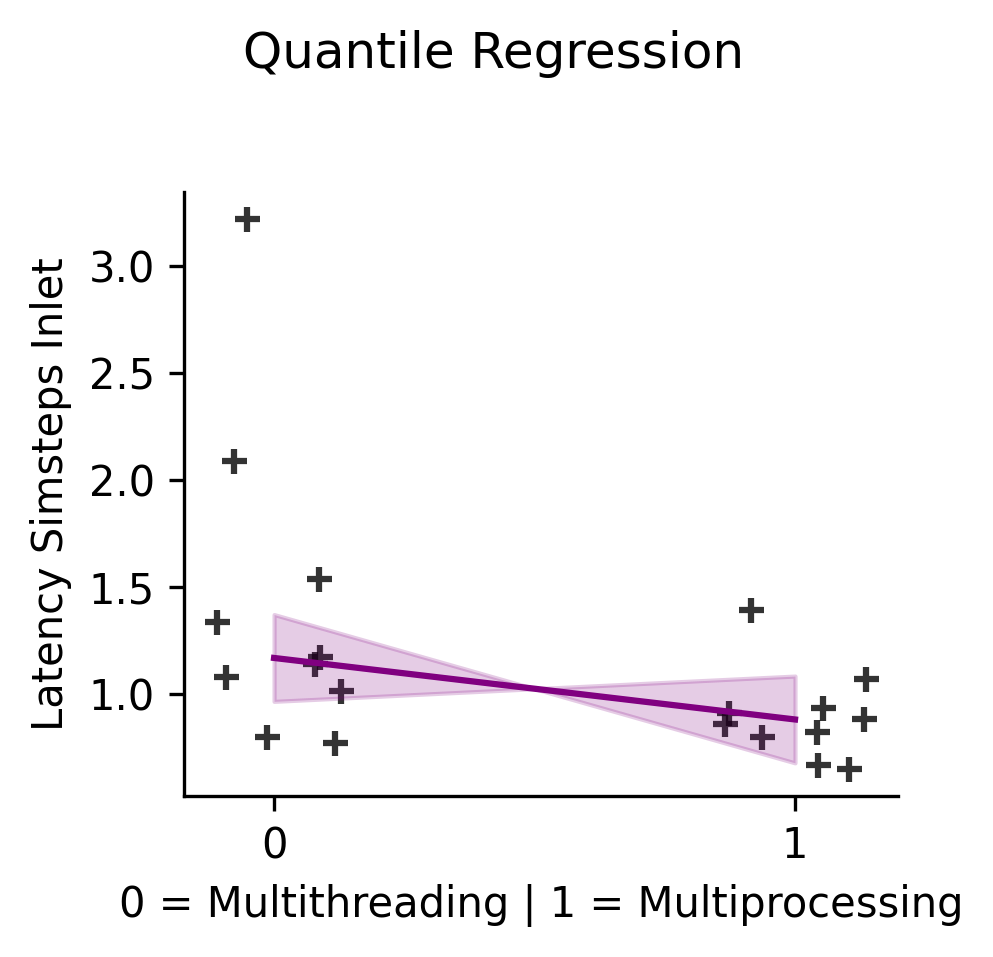 Quantile Regression
Latency Simsteps Inlet
3.0
2.5
2.0
1.5
1.0
0 1
0 = Multithreading | 1 = Multiprocessing